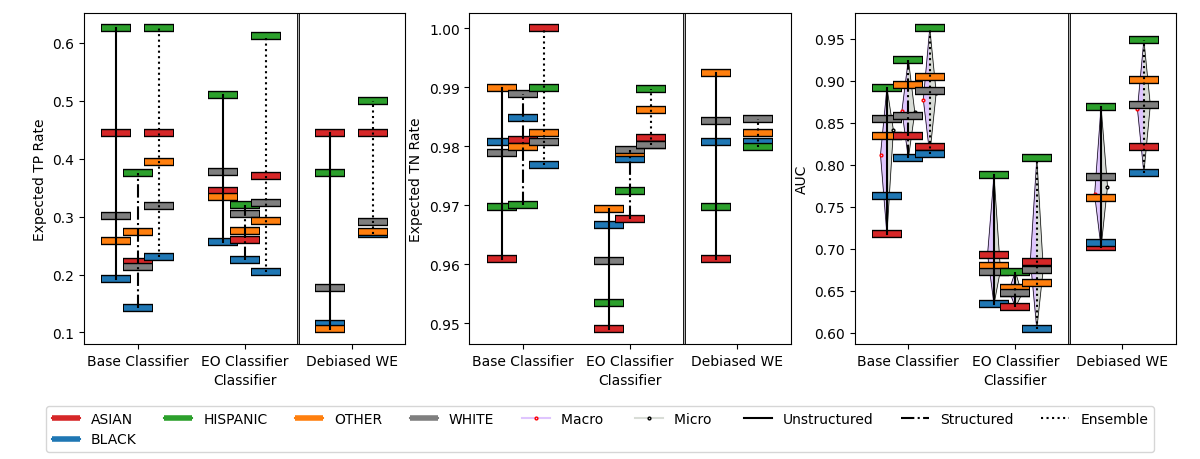 Expected TP Rate
0.6
0.5
0.4
0.3
0.2
0.1
Base Classifier EO Classifier Debiased WE
Classifier
Expected TN Rate
1.00
0.99
0.98
0.97
0.96
0.95
Base Classifier EO Classifier Debiased WE
Classifier
AUC
0.95
0.90
0.85
0.80
0.75
0.70
0.65
0.60
Base Classifier EO Classifier Debiased WE
Classifier
ASIAN HISPANIC OTHER WHITE Macro Micro Unstructured Structured Ensemble
BLACK